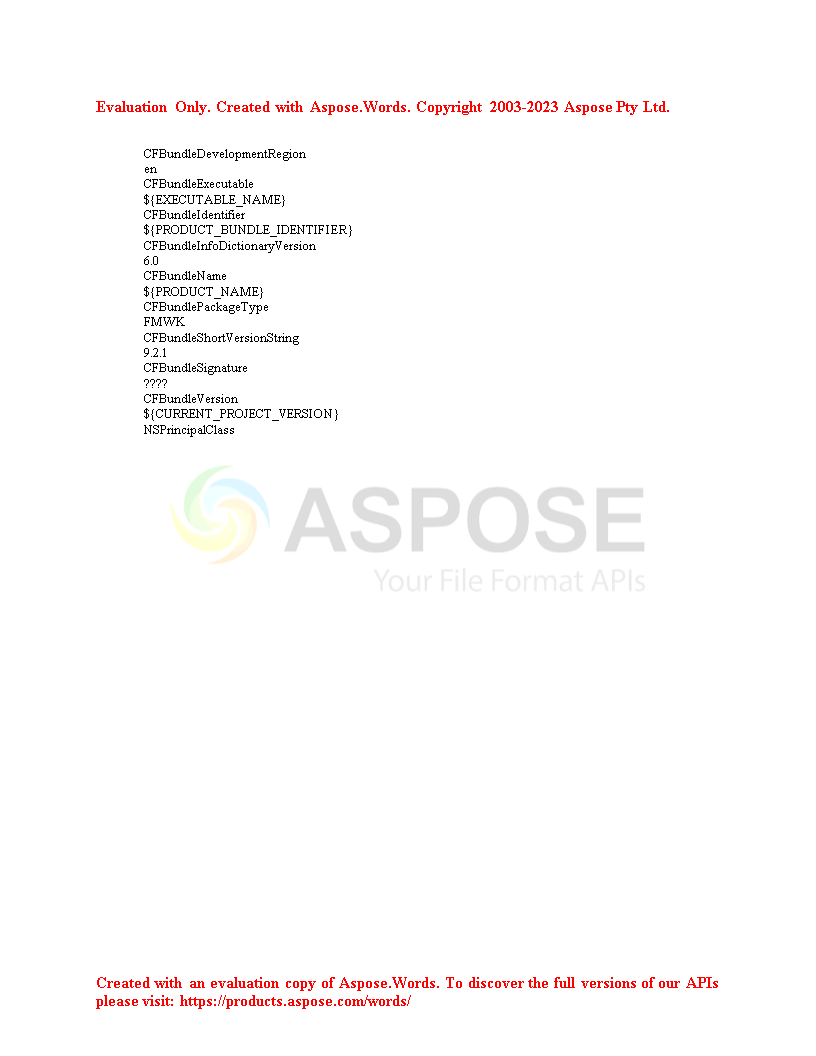 Evaluation Only. Created with Aspose.Words. Copyright 2003-2023 Aspose Pty Ltd.
CFBundleDevelopmentRegion
en
CFBundleExecutable
${EXECUTABLE_NAME}
CFBundleIdentifier
${PRODUCT_BUNDLE_IDENTIFIER}
CFBundleInfoDictionaryVersion
6.0
CFBundleName
${PRODUCT_NAME}
CFBundlePackageType
FMWK
CFBundleShortVersionString
9.2.1
CFBundleSignature
????
CFBundleVersion
${CURRENT_PROJECT_VERSION}
NSPrincipalClass
ASPOSE
Your File Format APIs
Created with an evaluation copy of Aspose.Words. To discover the full versions of our APIs
please visit: https://products.aspose.com/words/